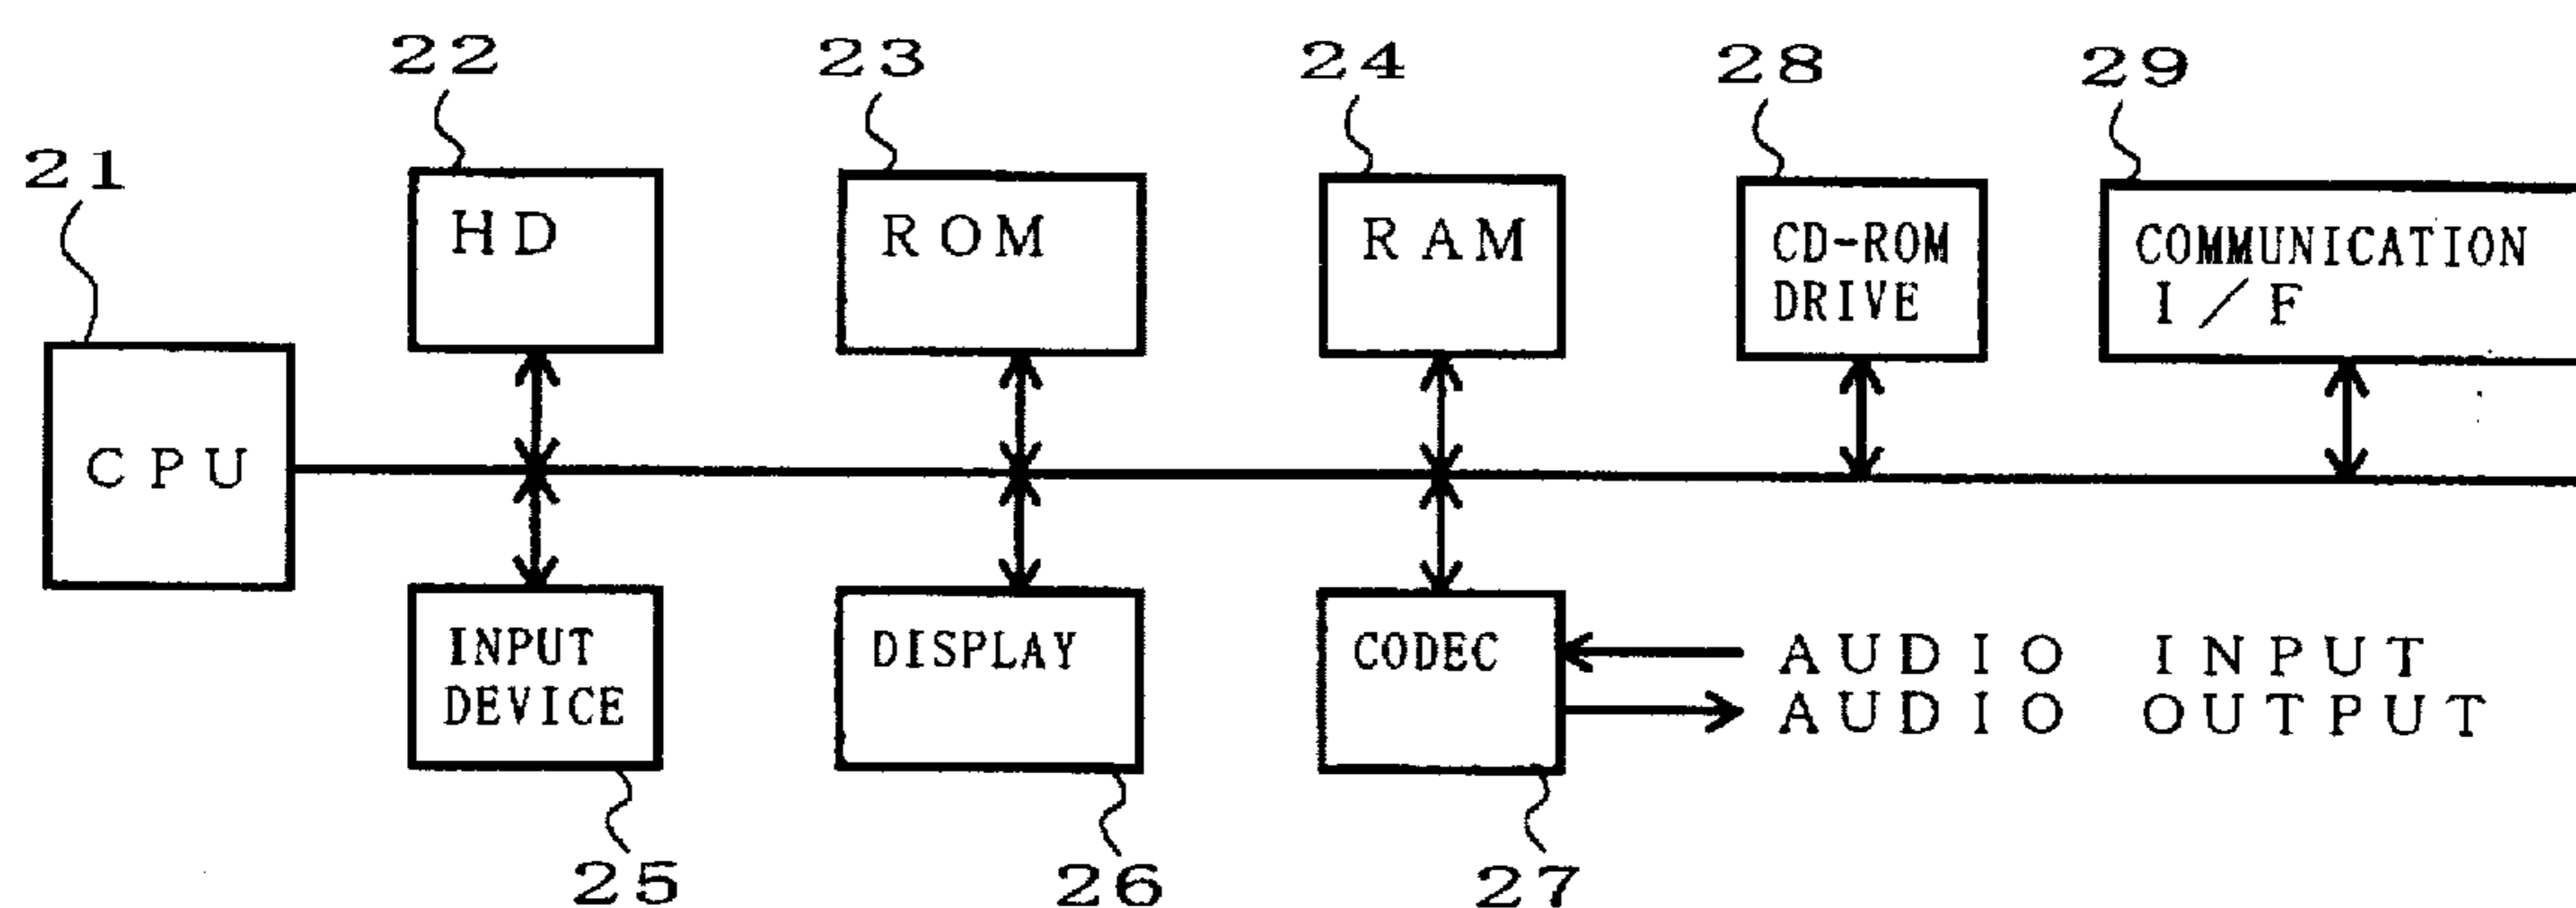 22
23
24
28
29
21
HD
ROM
RAM
CD-ROM
DRIVE
COMMUNICATION
I/F
CPU
INPUT
DEVICE
DISPLAY
CODEC
AUDIO INPUT
AUDIO OUTPUT
25
26
27